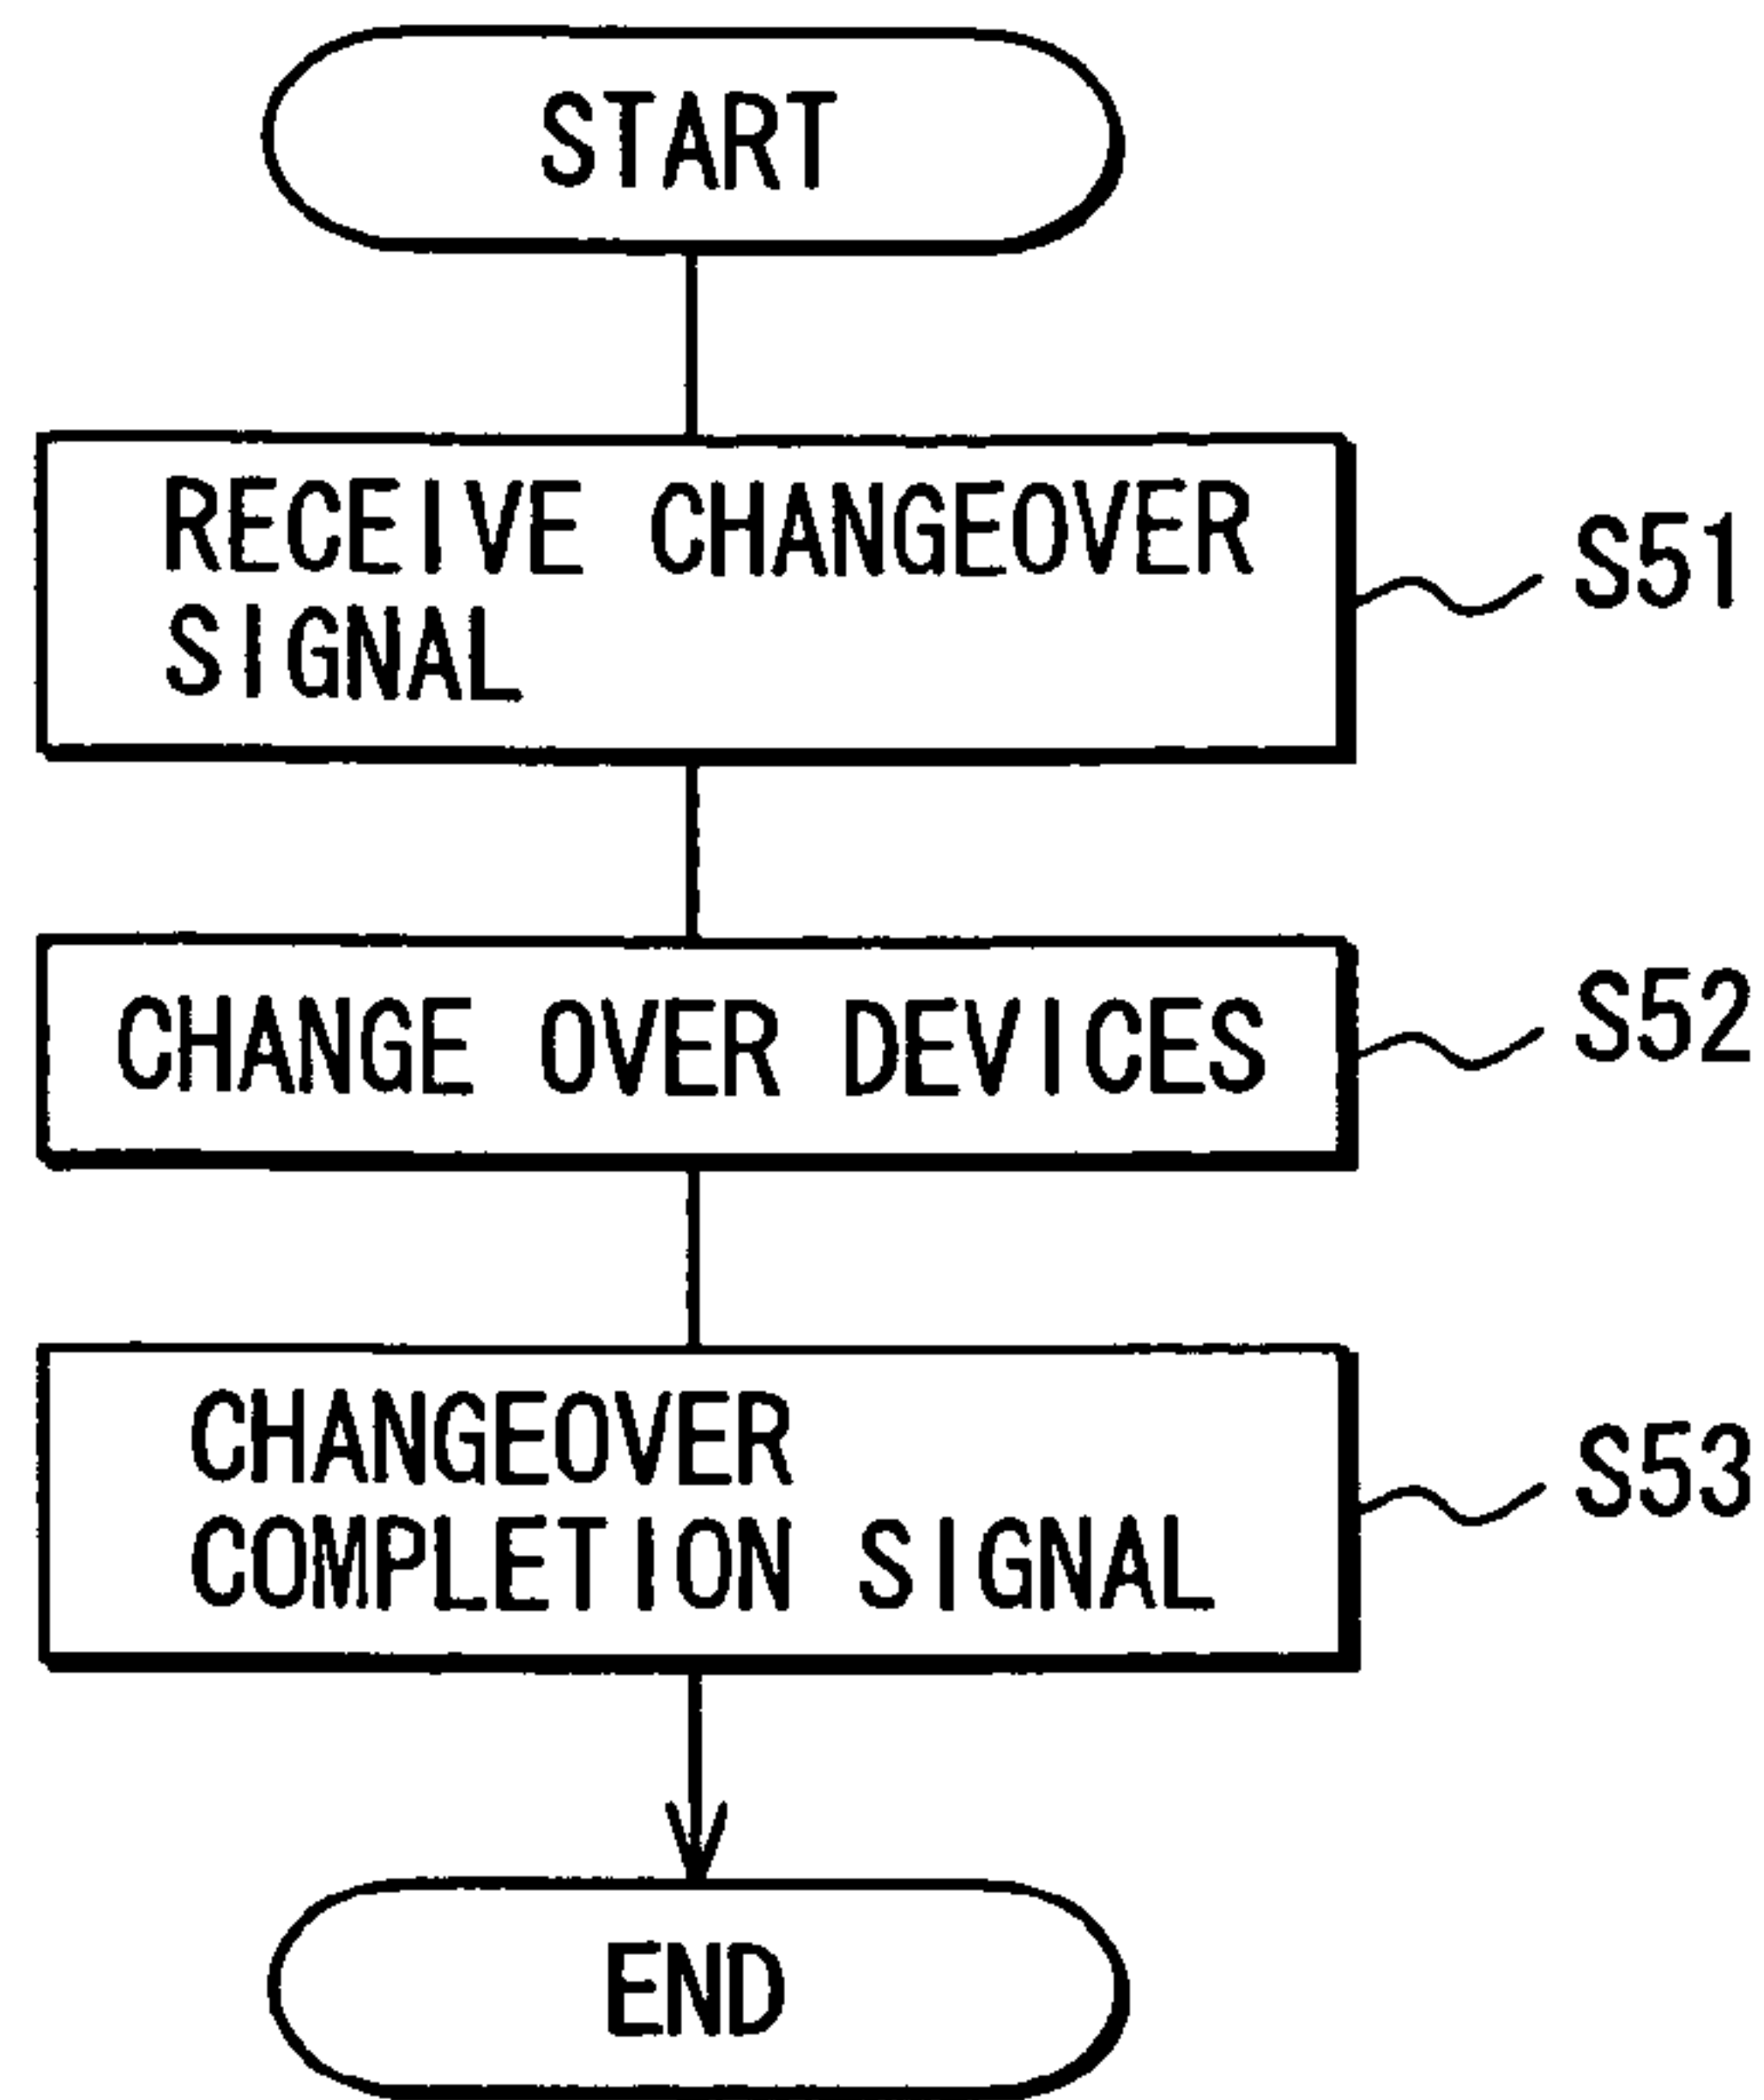 START
RECEIVE CHANGEOVER
SIGNAL
S51
CHANGE OVER DEVICES
S52
CHANGEOVER
COMPLETION SIGNAL
S53
END